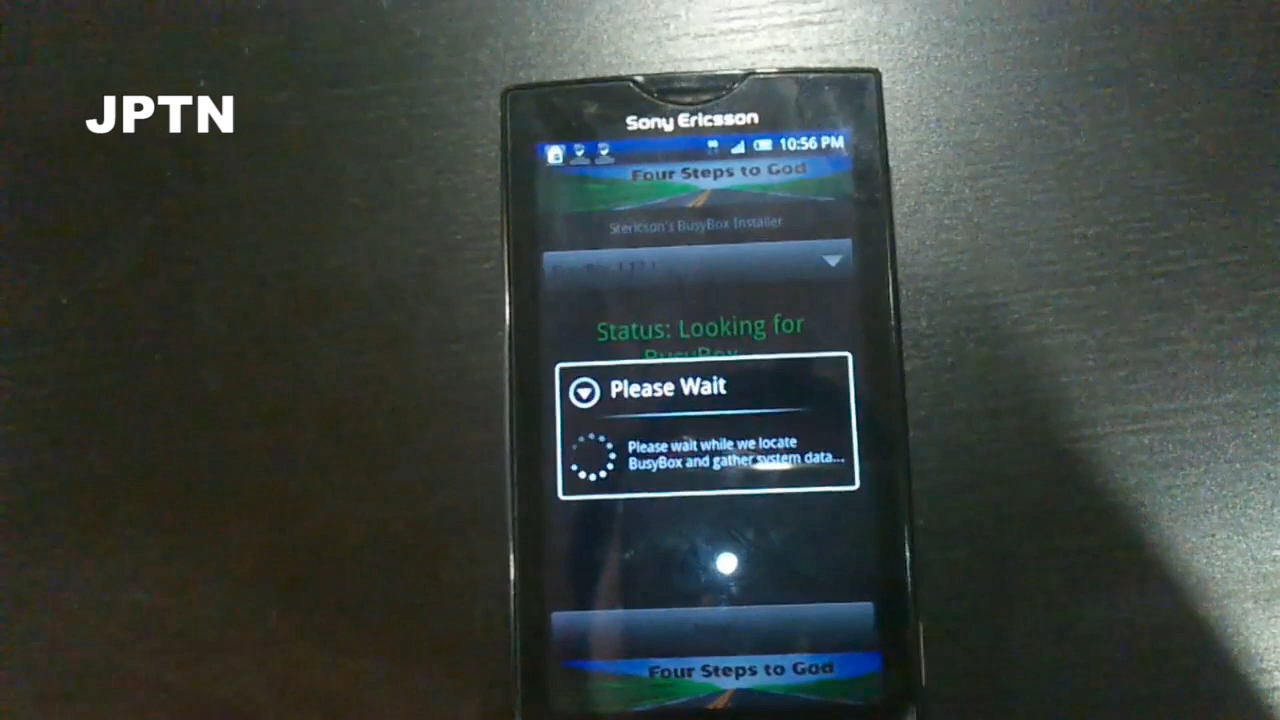 JPTN
Sony Ericsson
10:56 PM
Four Steps to God
Stericson's BusyBox Installer
Status: Looking for
BusyBox
Please Wait
Please wait while we locate
BusyBox and gather system data...
Four Steps to God